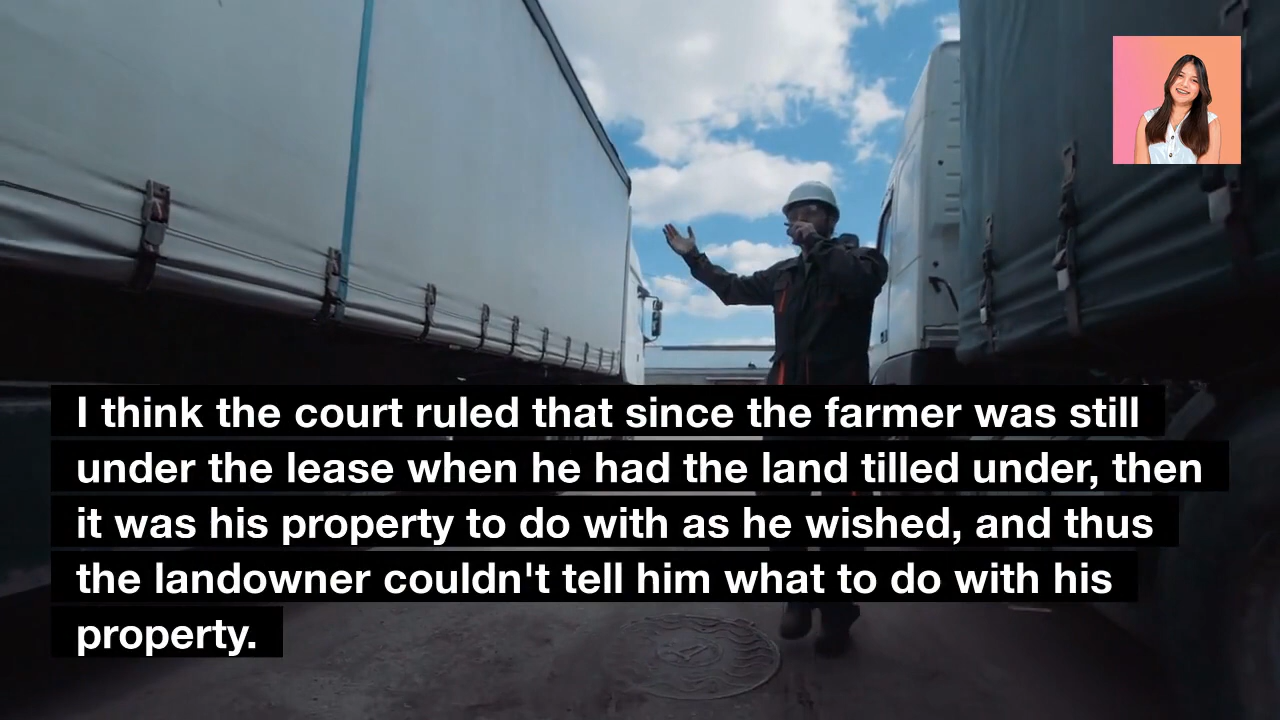 I think the court ruled that since the farmer was still
under the lease when he had the land tilled under, then
it was his property to do with as he wished, and thus
the landowner couldn't tell him what to do with his
property.